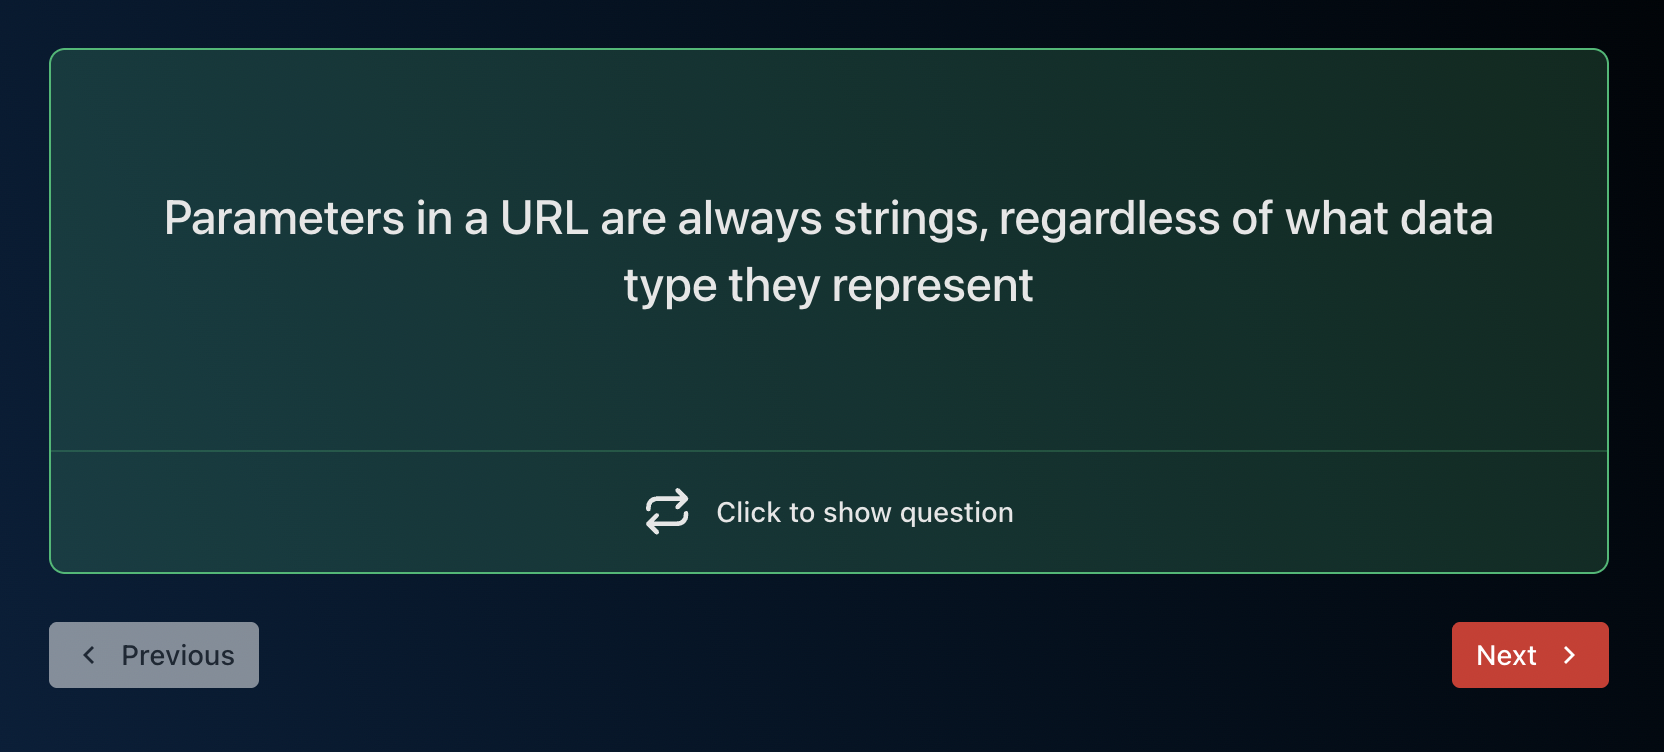 Parameters in a URL are always strings, regardless of what data
type they represent
Click to show question
Previous
Next